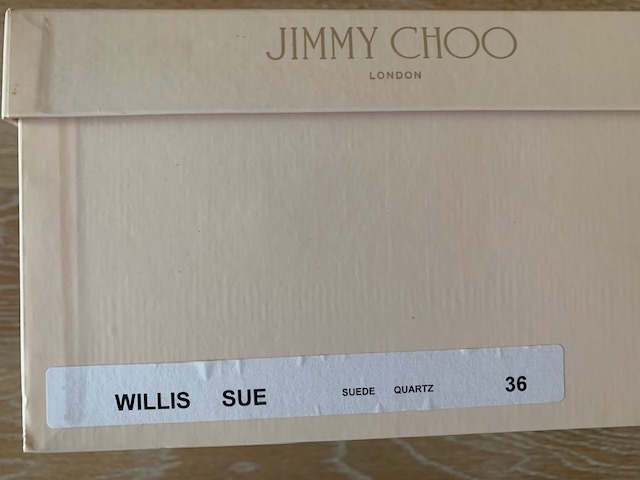 JIMMY CHOO
LONDON
WILLIS SUE SUEDE QUARTZ 36